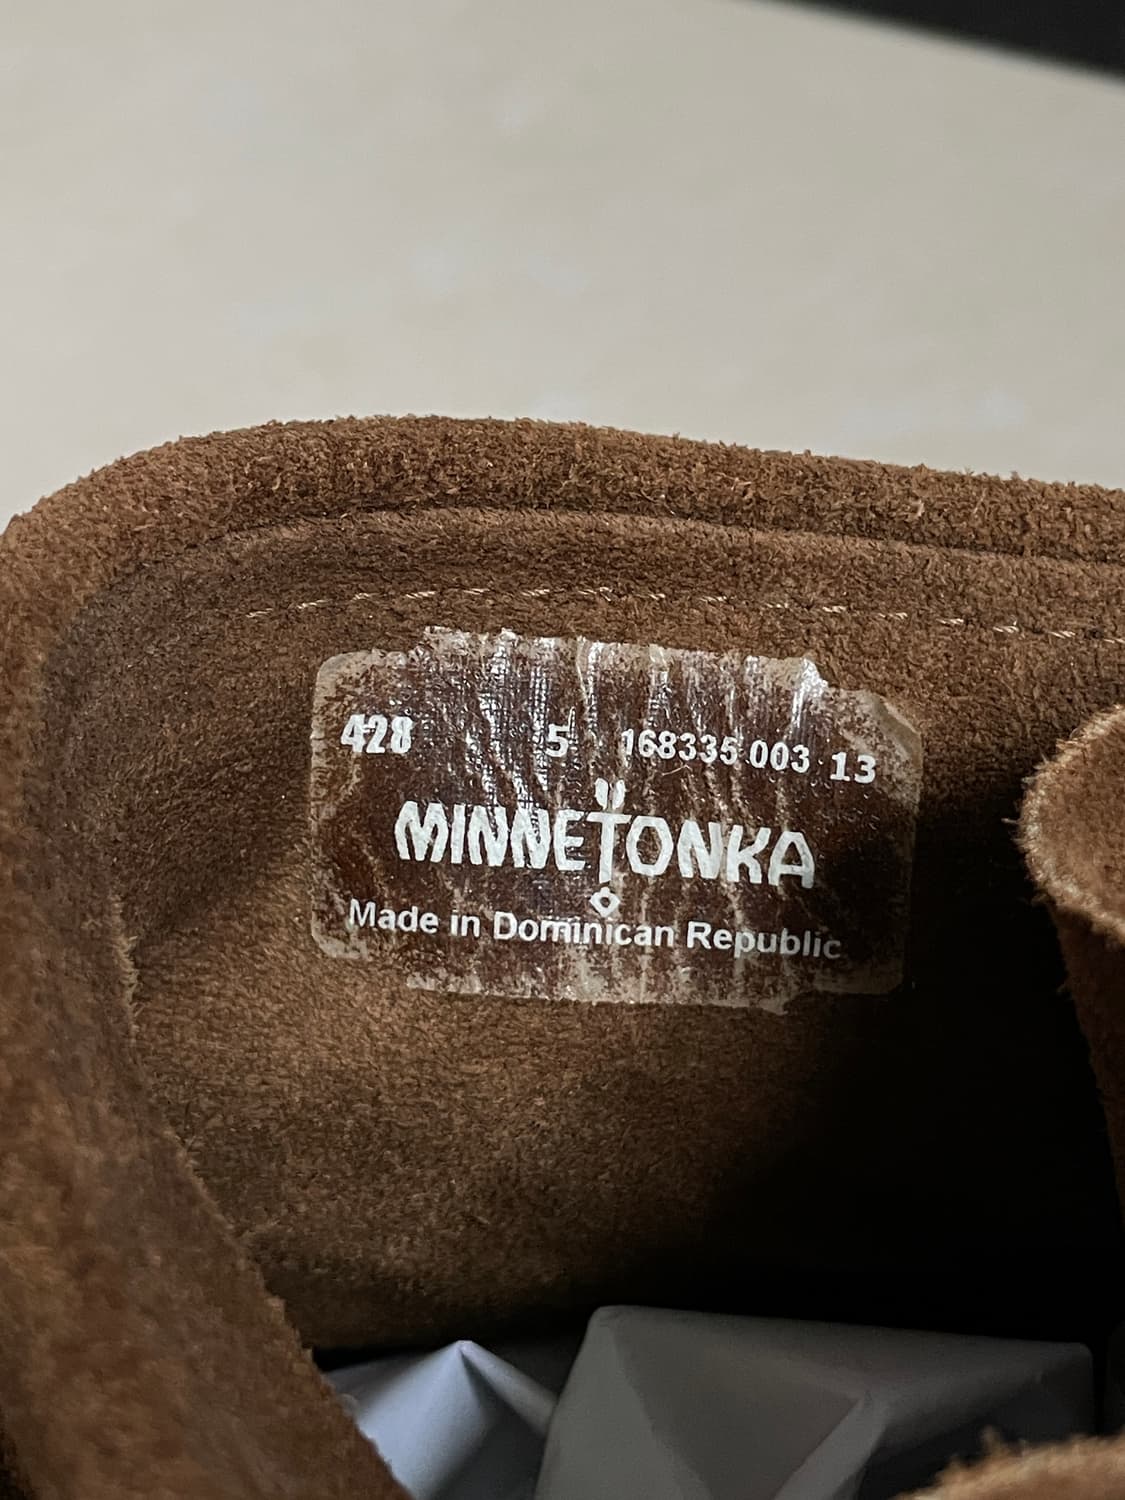 428 5 168335 003 13
MINNETONKA
Made in Dominican Republic